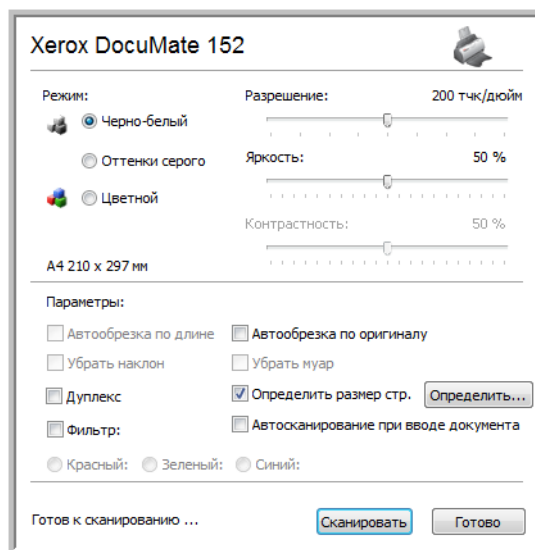 Xerox DocuMate 152
Режим:
Разрешение: 200 тчк/дюйм
Черно-белый
Оттенки серого
Яркость: 50 %
Цветной
Контрастность: 50 %
A4 210 x 297 мм
Параметры:
Автообрезка по длине Автообрезка по оригиналу
Убрать наклон Убрать муар
Дуплекс Определить размер стр. Определить...
Фильтр: Автосканирование при вводе документа
Красный: Зеленый: Синий:
Готов к сканированию ... Сканировать Готово